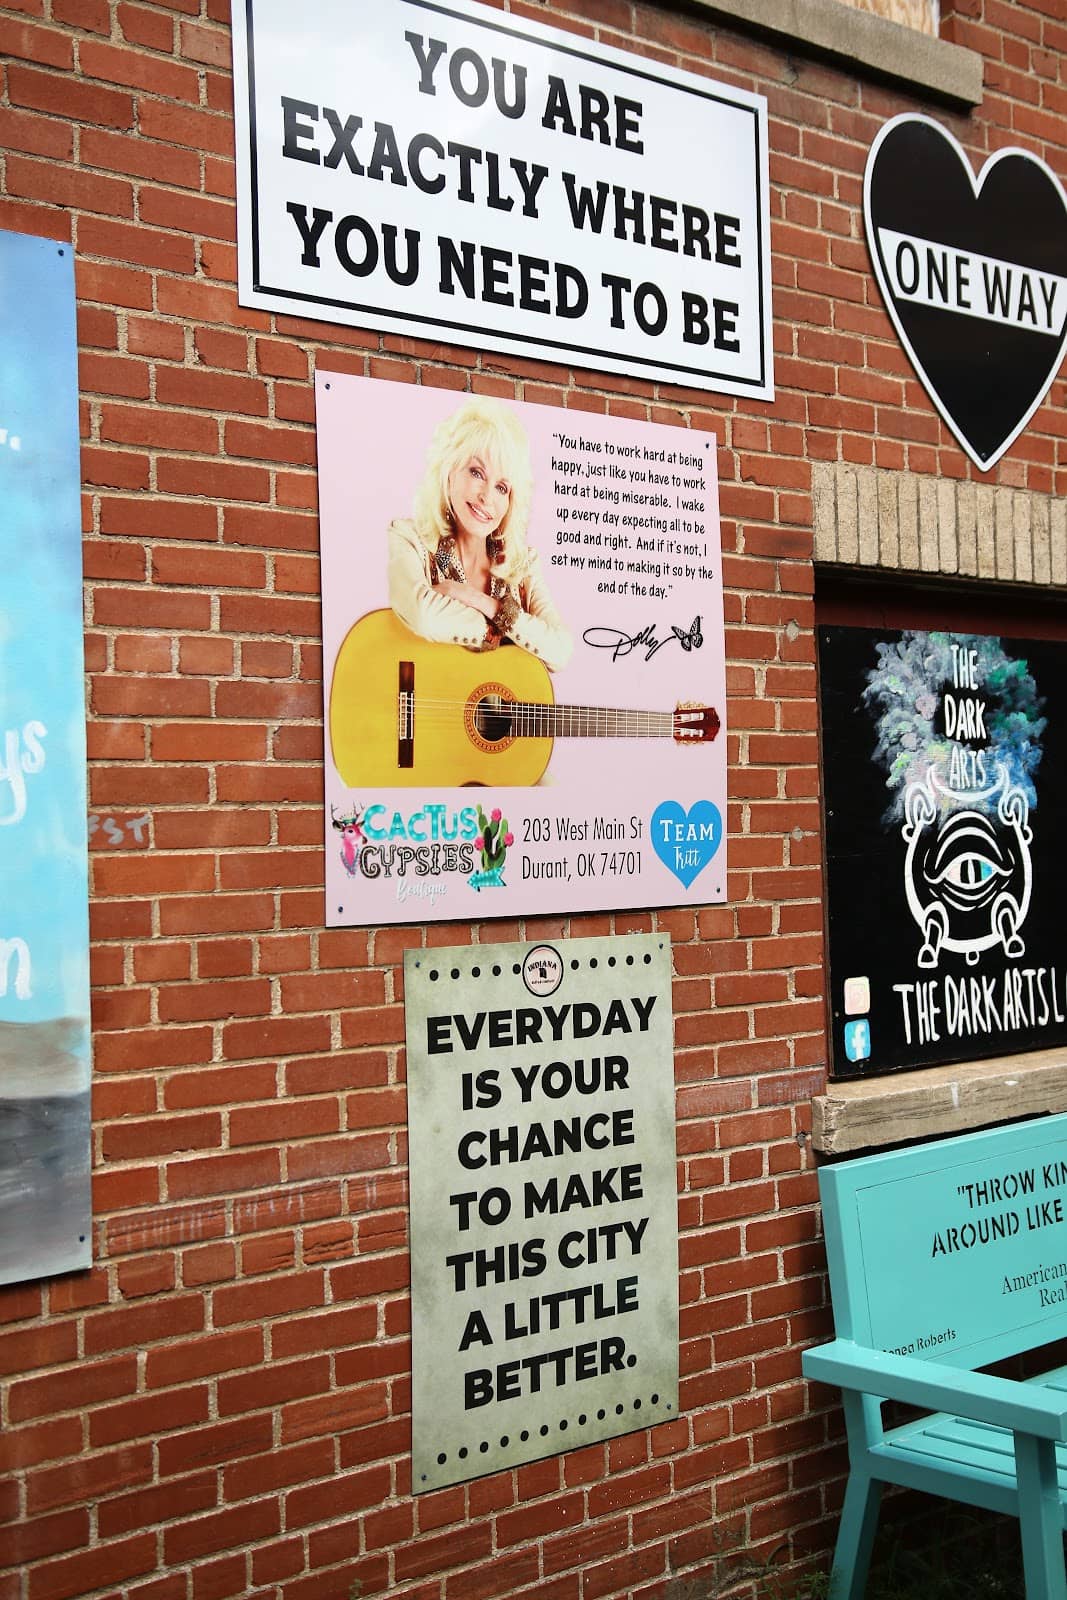 YOU ARE
EXACTLY WHERE
YOU NEED TO BE
ONE WAY
"You have to work hard at being
happy, just like you have to work
hard at being miserable. I wake
up every day expecting all to be
good and right. And if it's not, I
set my mind to making it so by the
end of the day."
Dolly
CACTUS
GYPSIES
Boutique
203 West Main St
Durant, OK 74701
TEAM
Tritt
THE
DARK
ARTS
THE DARK ARTS L
INDIANA
EVERYDAY
IS YOUR
CHANCE
TO MAKE
THIS CITY
A LITTLE
BETTER.
"THROW KIN
AROUND LIKE
American
Rea
Roberts
ys
n